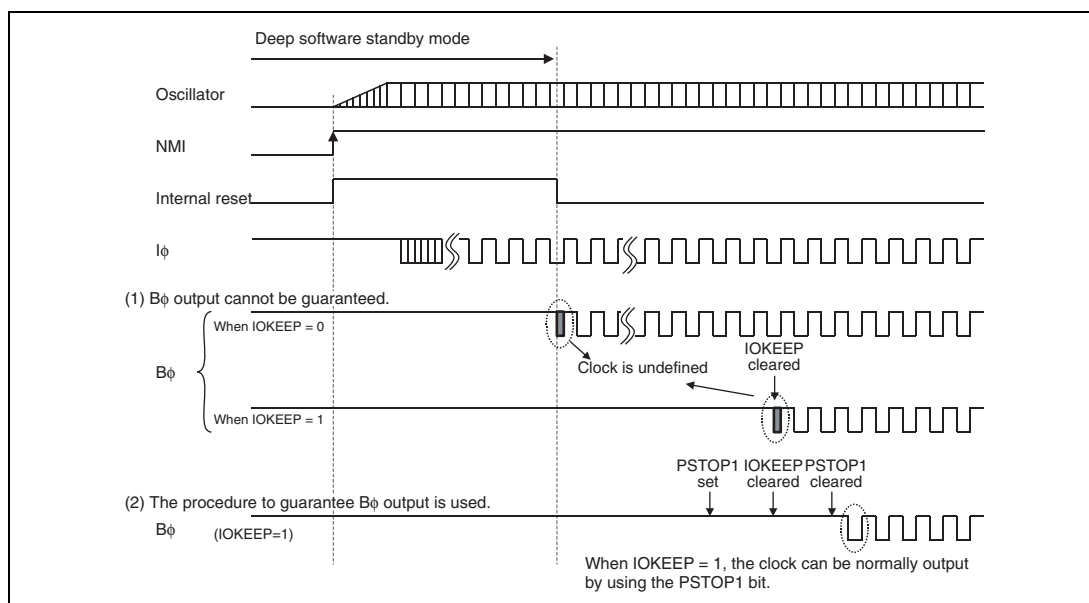 Deep software standby mode
Oscillator
NMI
Internal reset
Iφ
(1) Bφ output cannot be guaranteed.
When IOKEEP = 0
Bφ
Clock is undefined
IOKEEP
cleared
When IOKEEP = 1
PSTOP1 IOKEEP PSTOP1
set cleared cleared
(2) The procedure to guarantee Bφ output is used.
Bφ (IOKEEP=1)
When IOKEEP = 1, the clock can be normally output
by using the PSTOP1 bit.